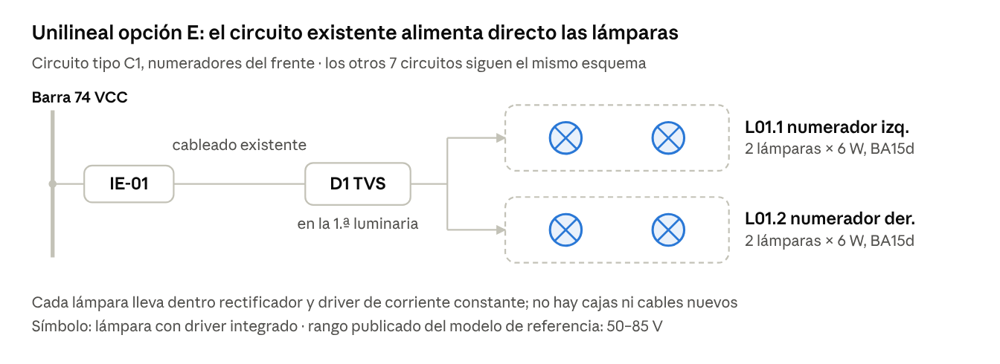 Unilineal opción E: el circuito existente alimenta directo las lámparas
Circuito tipo C1, numeradores del frente · los otros 7 circuitos siguen el mismo esquema
Barra 74 VCC
cableado existente
IE-01
D1 TVS
en la 1.ª luminaria
L01.1 numerador izq.
2 lámparas × 6 W, BA15d
L01.2 numerador der.
2 lámparas × 6 W, BA15d
Cada lámpara lleva dentro rectificador y driver de corriente constante; no hay cajas ni cables nuevos
Símbolo: lámpara con driver integrado · rango publicado del modelo de referencia: 50–85 V